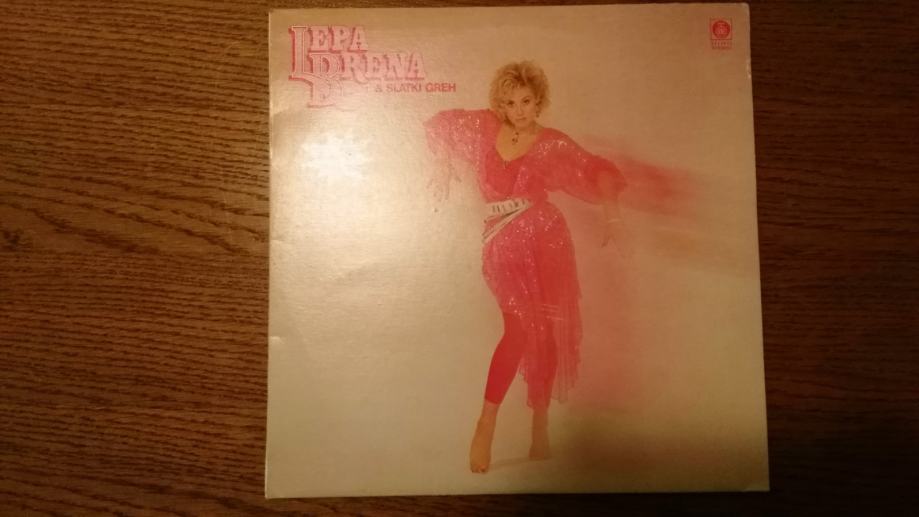 LEPA
BRENA
& SLATKI GREH